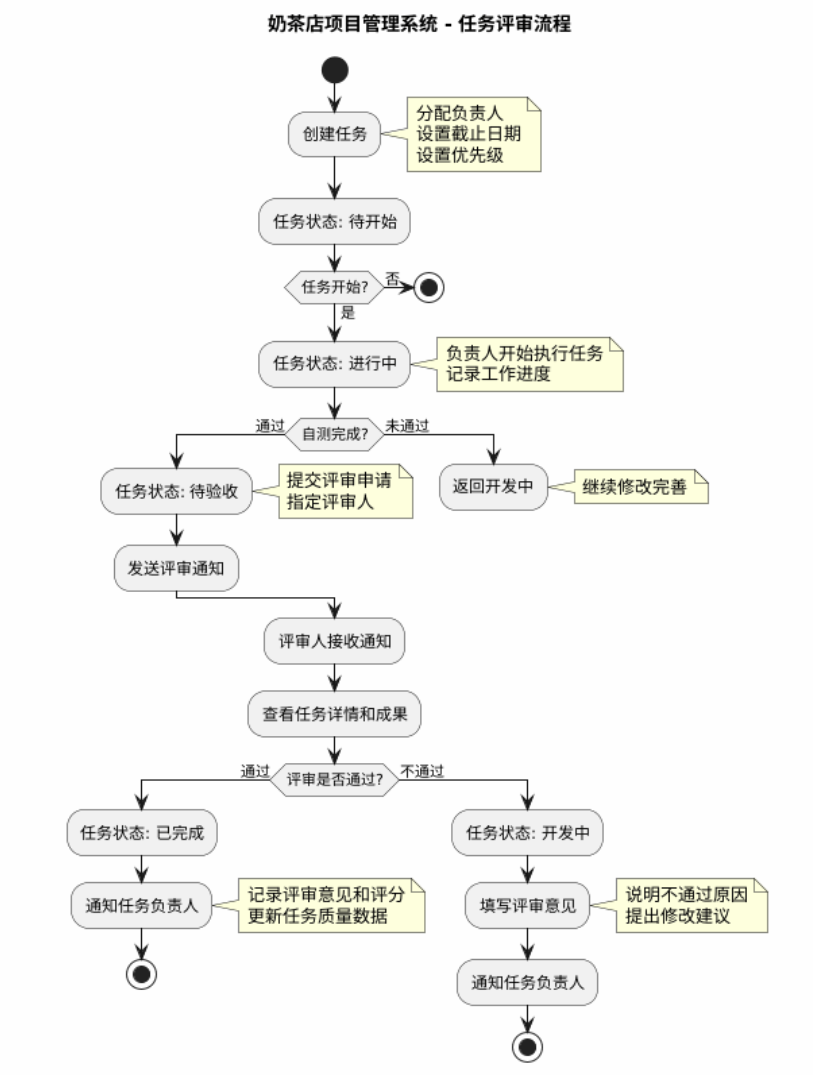 奶茶店项目管理系统 - 任务评审流程
创建任务
分配负责人
设置截止日期
设置优先级
任务状态: 待开始
任务开始?
否
是
任务状态: 进行中
负责人开始执行任务
记录工作进度
通过
自测完成?
未通过
任务状态: 待验收
提交评审申请
指定评审人
返回开发中
继续修改完善
发送评审通知
评审人接收通知
查看任务详情和成果
通过
评审是否通过?
不通过
任务状态: 已完成
任务状态: 开发中
通知任务负责人
记录评审意见和评分
更新任务质量数据
填写评审意见
说明不通过原因
提出修改建议
通知任务负责人